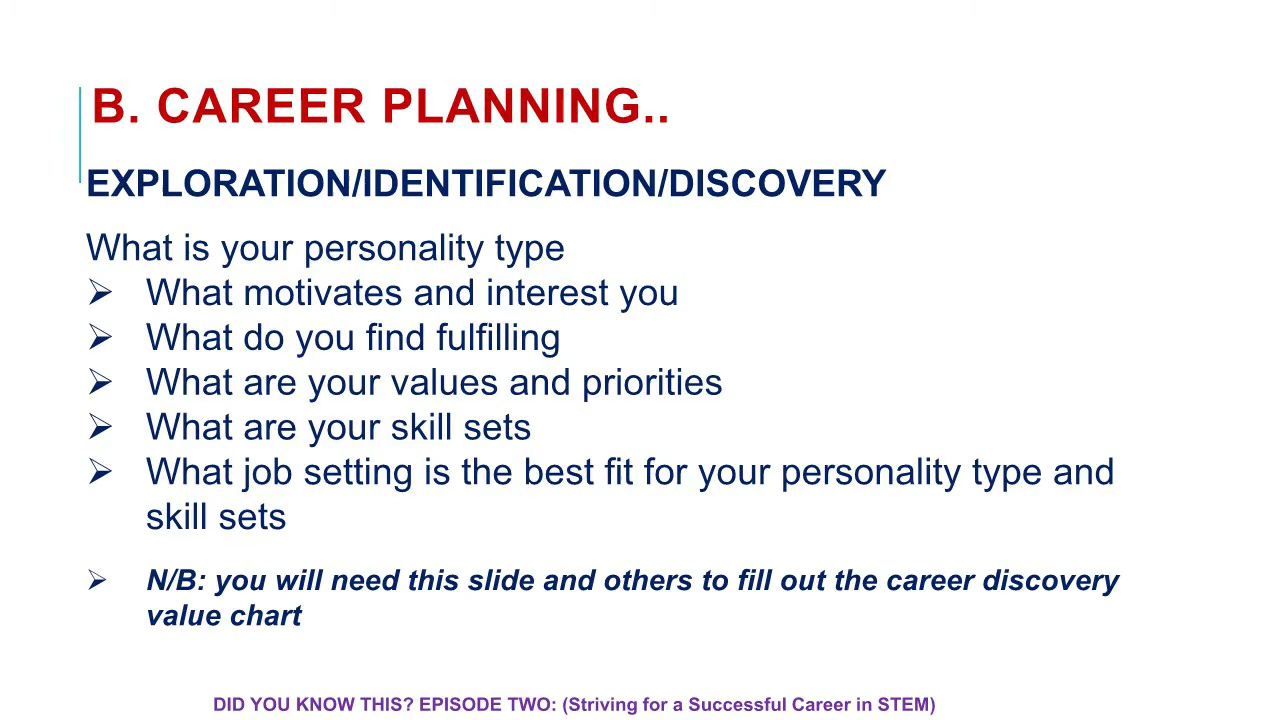 B. CAREER PLANNING..
EXPLORATION/IDENTIFICATION/DISCOVERY
What is your personality type
➢ What motivates and interest you
➢ What do you find fulfilling
➢ What are your values and priorities
➢ What are your skill sets
➢ What job setting is the best fit for your personality type and
skill sets
➢ N/B: you will need this slide and others to fill out the career discovery
value chart
DID YOU KNOW THIS? EPISODE TWO: (Striving for a Successful Career in STEM)